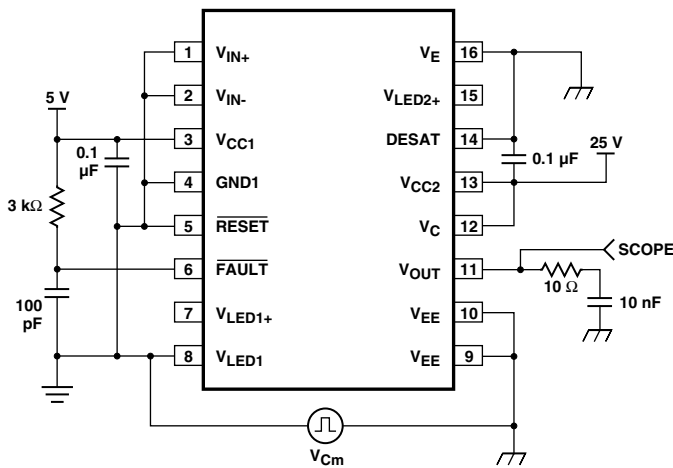 1 V_IN+
2 V_IN-
3 V_CC1
4 GND1
5 RESET
6 FAULT
7 V_LED1+
8 V_LED1
V_E 16
V_LED2+ 15
DESAT 14
V_CC2 13
V_C 12
V_OUT 11
V_EE 10
V_EE 9
5 V
0.1
µF
3 kΩ
100
pF
0.1 µF
25 V
SCOPE
10 Ω
10 nF
V_Cm